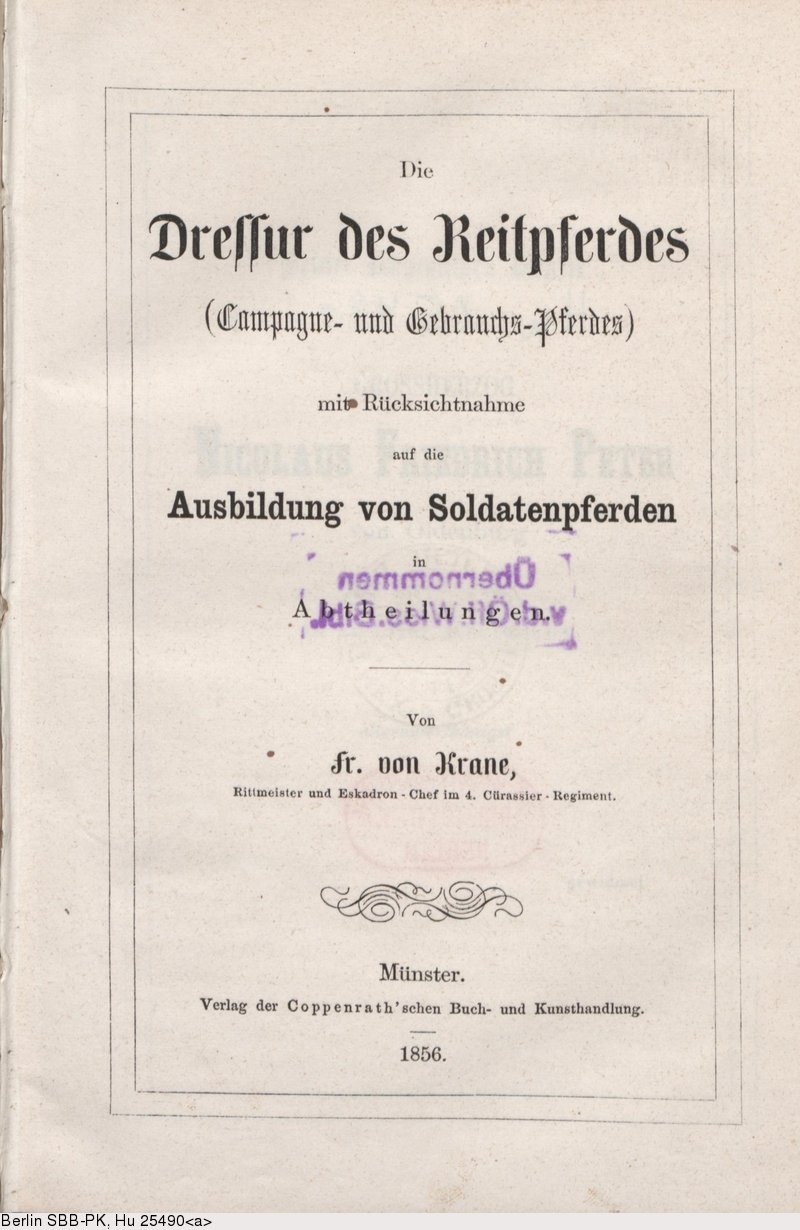 Die
Dreſſur des Reitpferdes
(Campagne- und Gebrauchs-Pferdes)
mit Rücksichtnahme
auf die
Ausbildung von Soldatenpferden
in
Übernommen
Abtheilungen.
Von
Fr. von Krane,
Rittmeister und Eskadron-Chef im 4. Cürassier-Regiment.
Münster.
Verlag der Coppenrath'schen Buch- und Kunsthandlung.
1856.
Berlin SBB-PK, Hu 25490<a>